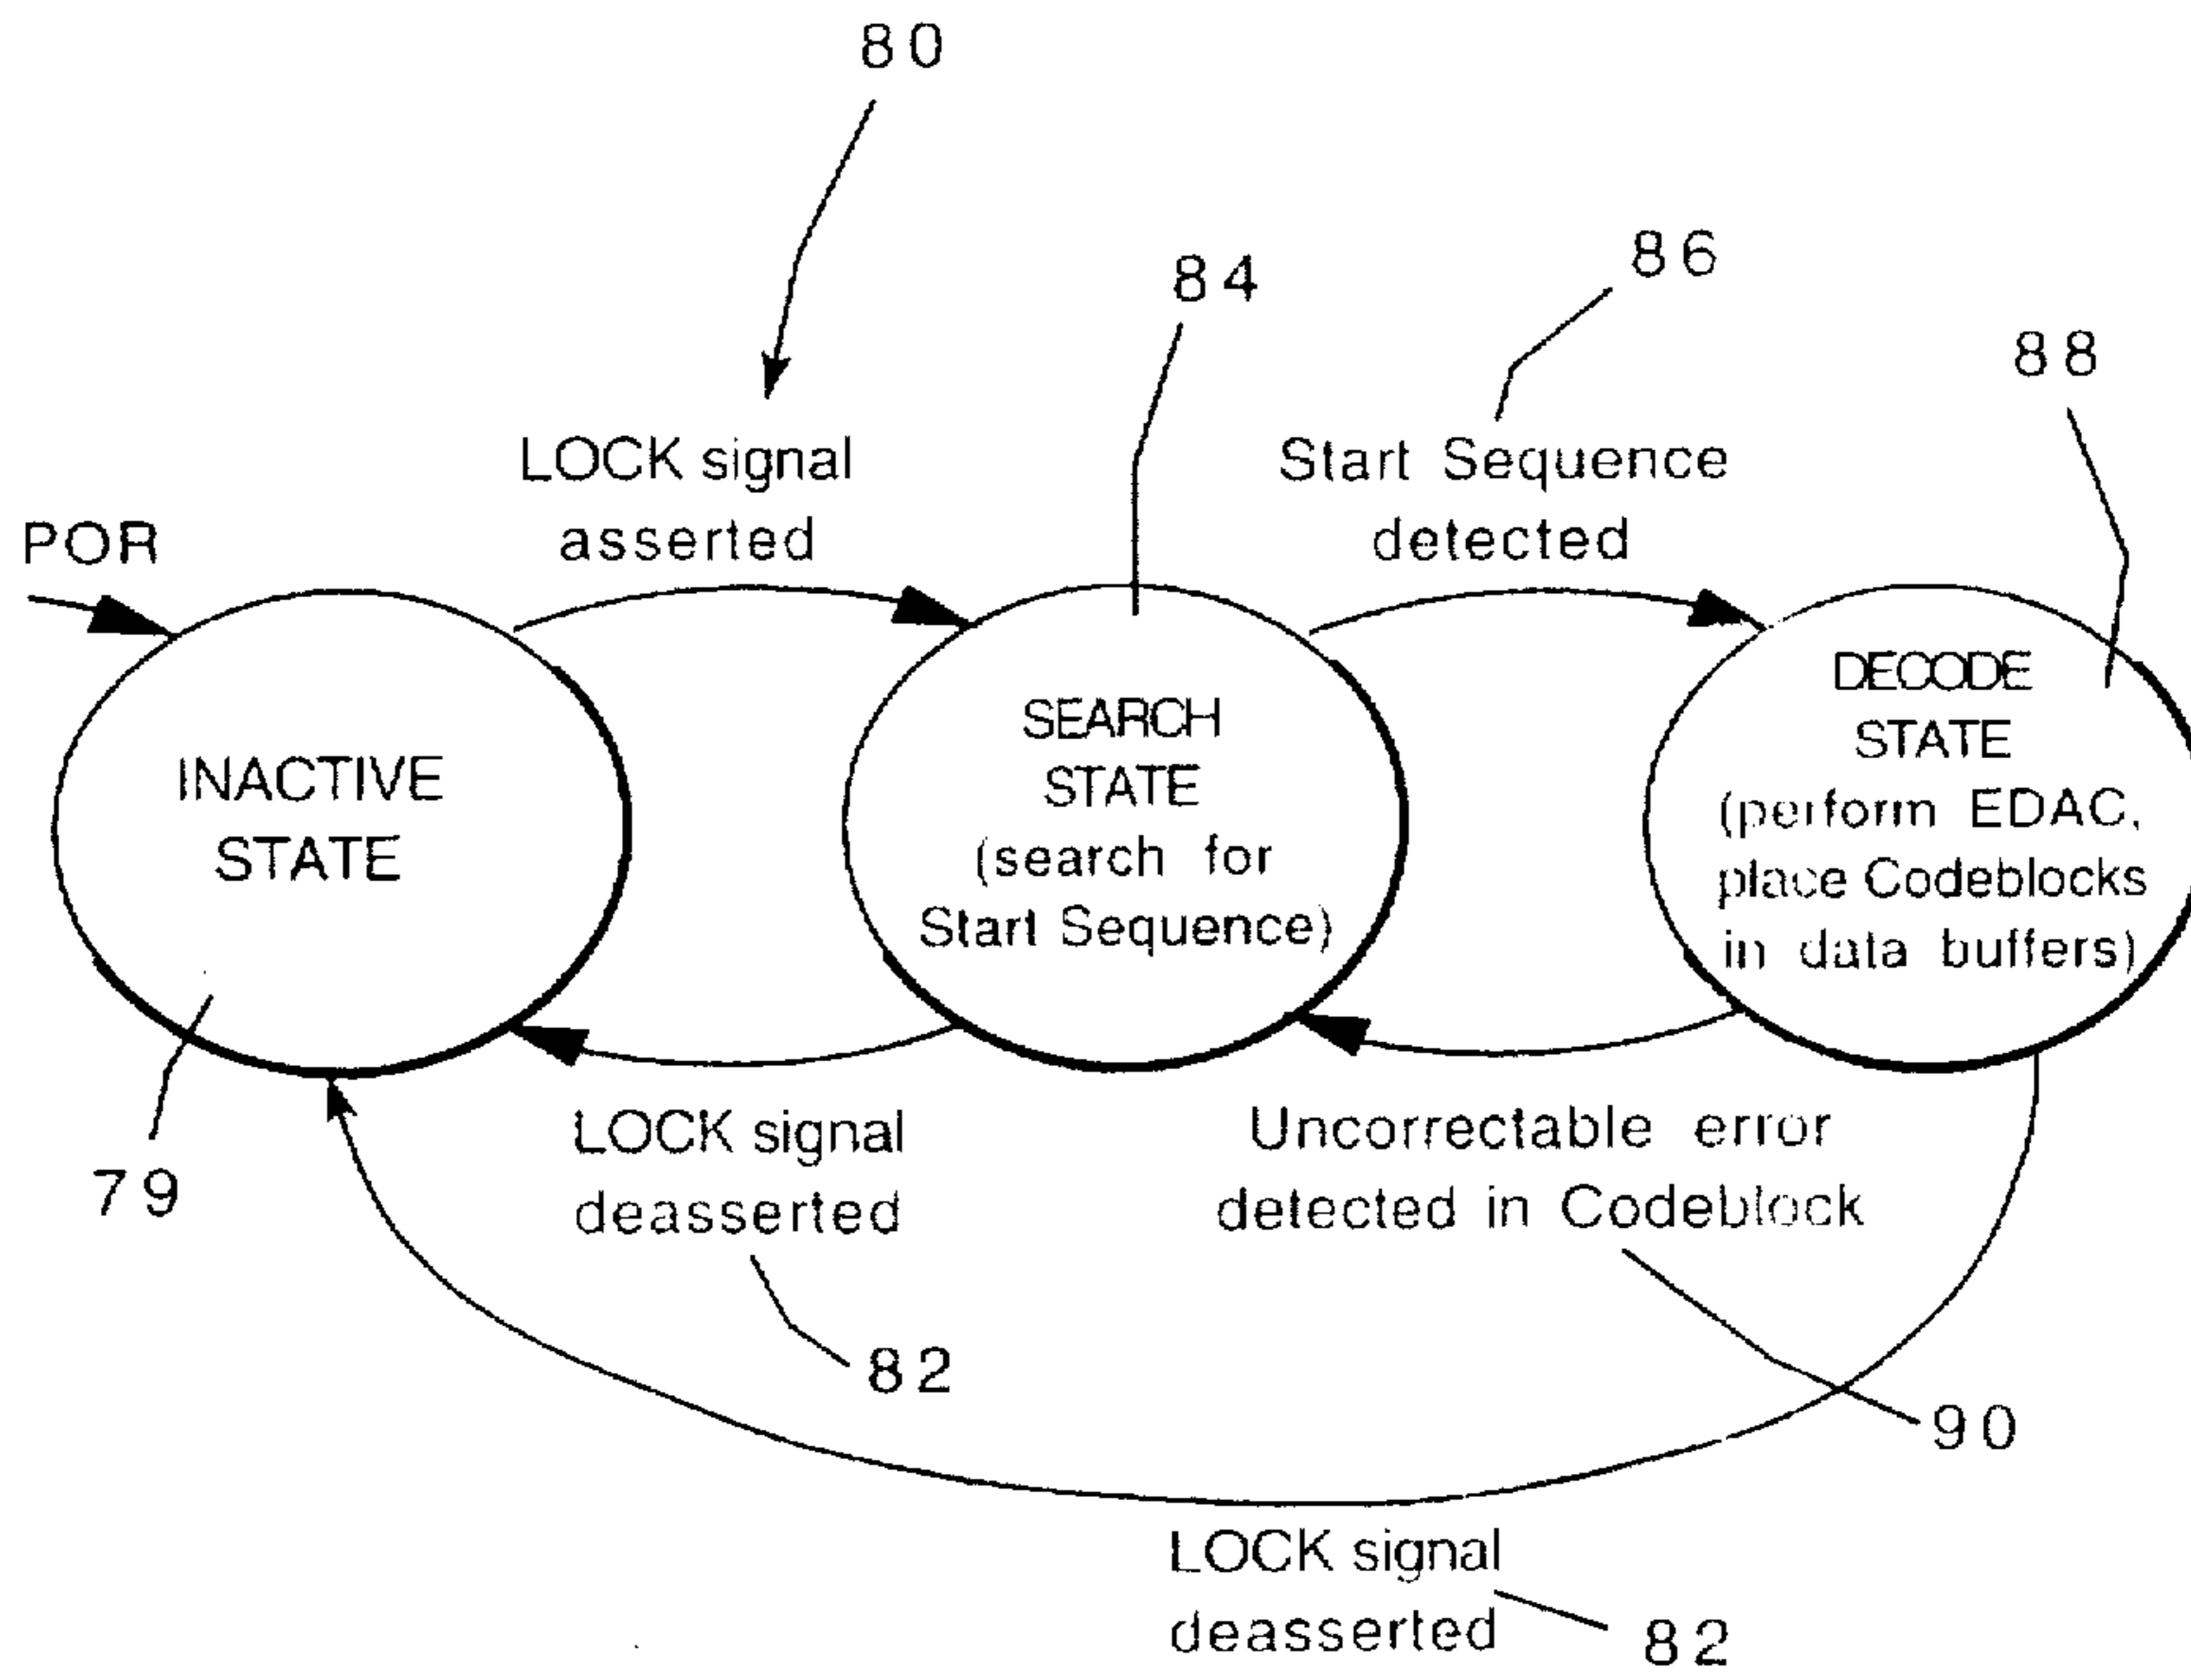 80
84
86
88
LOCK signal
asserted
Start Sequence
detected
POR
INACTIVE
STATE
SEARCH
STATE
(search for
Start Sequence)
DECODE
STATE
(perform EDAC,
place Codeblocks
in data buffers)
79
LOCK signal
deasserted
82
Uncorrectable error
detected in Codeblock
90
LOCK signal
deasserted
82